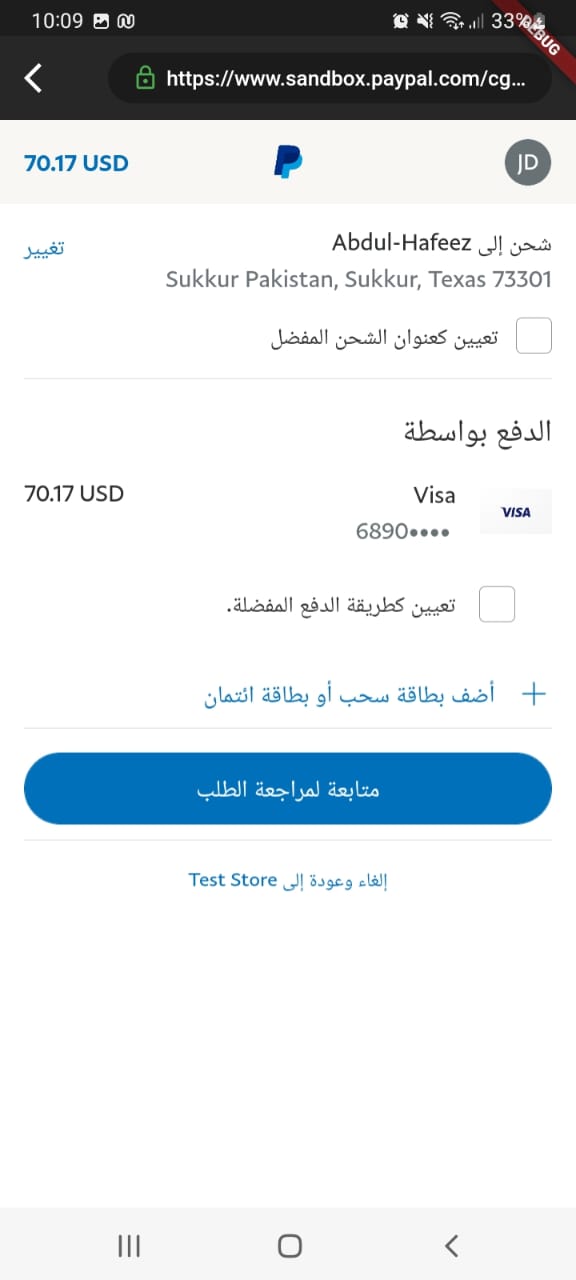 10:09
33%
DEBUG
https://www.sandbox.paypal.com/cg...
70.17 USD
JD
شحن إلى Abdul-Hafeez
تغيير
Sukkur Pakistan, Sukkur, Texas 73301
تعيين كعنوان الشحن المفضل
الدفع بواسطة
VISA
Visa
70.17 USD
6890••••
تعيين كطريقة الدفع المفضلة.
أضف بطاقة سحب أو بطاقة ائتمان
متابعة لمراجعة الطلب
إلغاء وعودة إلى Test Store